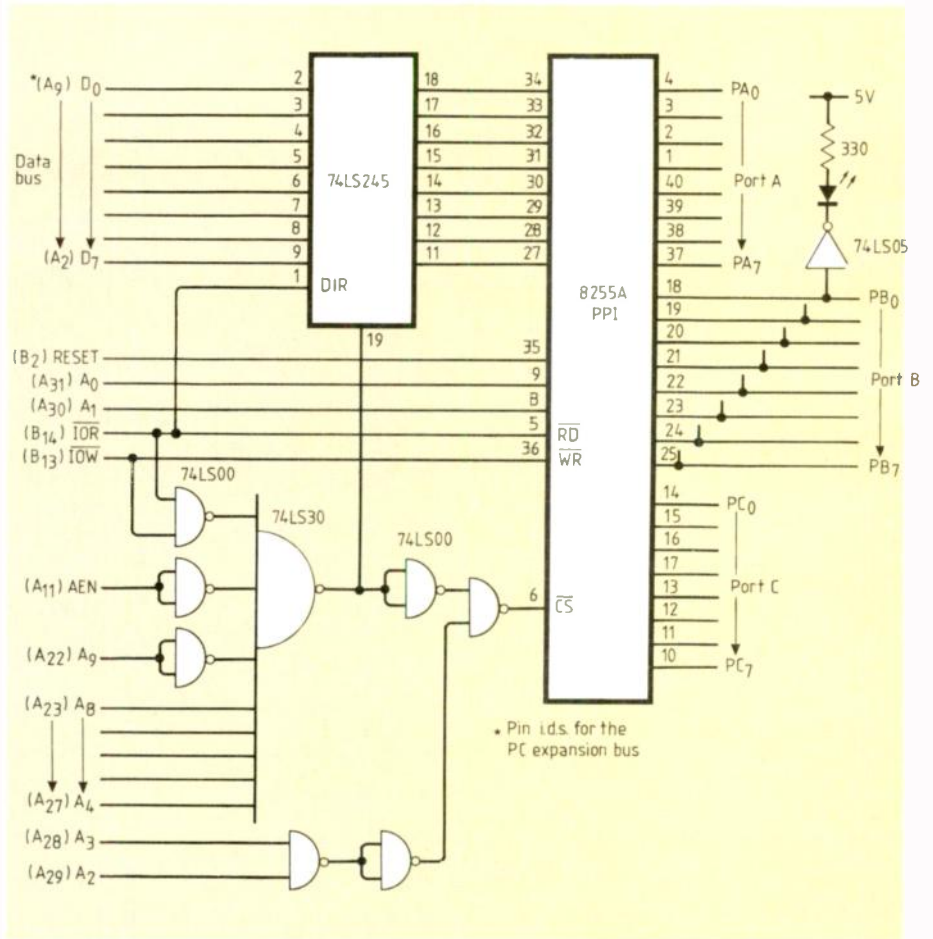 *(A9) D0
Data
bus
(A2) D7
2
3
4
5
6
7
8
9
1
74LS245
DIR
18
17
16
15
14
13
12
11
19
34
33
32
31
30
29
28
27
(B2) RESET
35
(A31) A0
9
(A30) A1
8
(B14) IOR
5
RD
(B13) IOW
36
WR
8255A
PPI
4
PA0
3
2
1
40
Port A
39
38
37
PA7
18
PB0
19
20
21
22
Port B
23
24
25
PB7
14
PC0
15
16
17
13
Port C
12
11
10
PC7
5V
330
74LS05
74LS00
74LS30
74LS00
(A11) AEN
6
CS
(A22) A9
(A23) A8
(A27) A4
(A28) A3
(A29) A2
* Pin i.d.s. for the
PC expansion bus